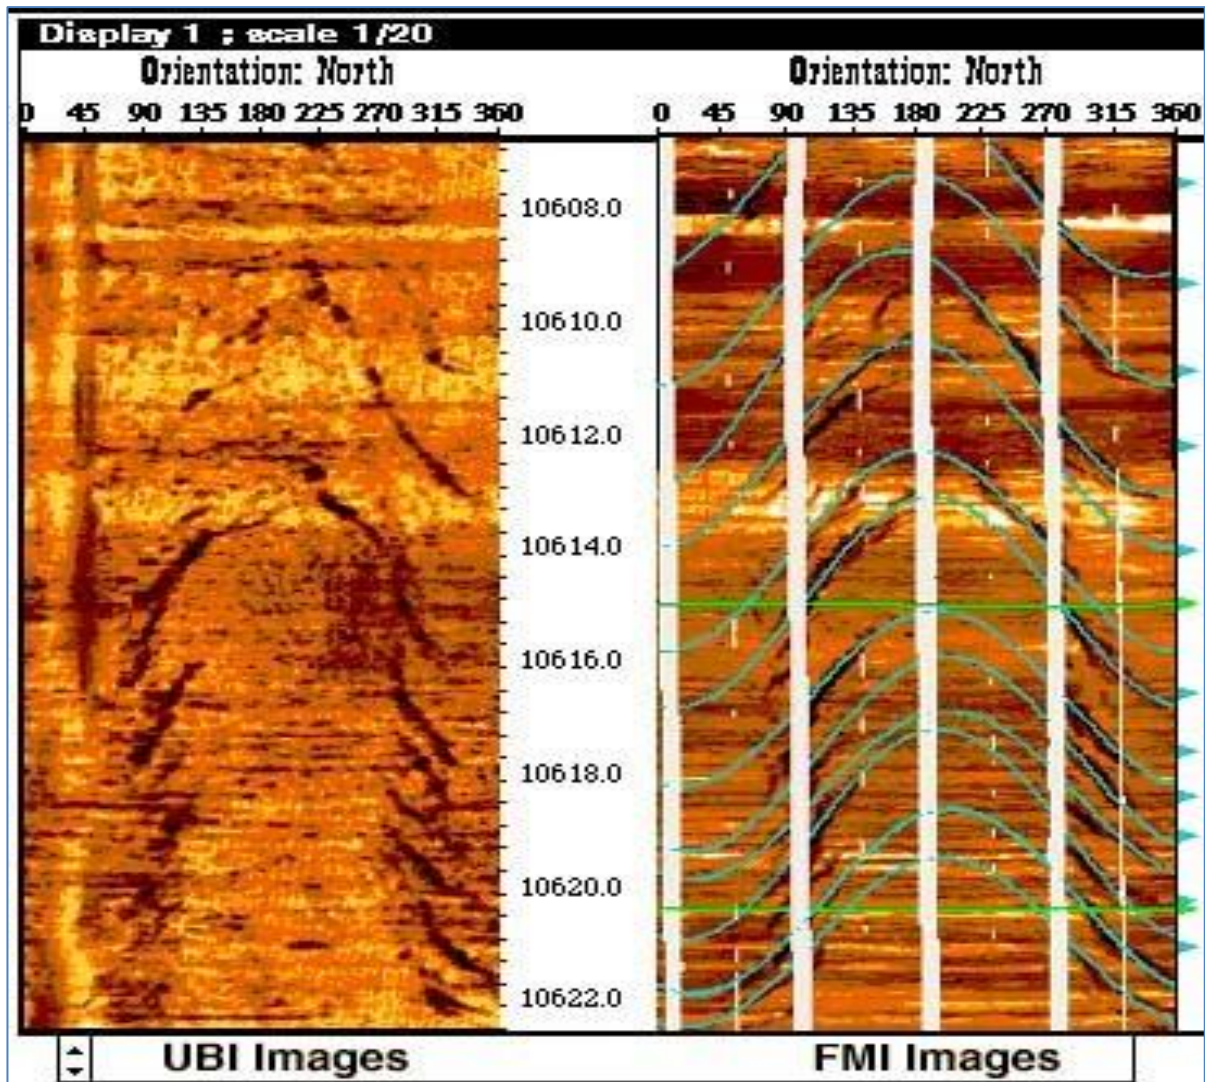 Display 1 ; scale 1/20
Orientation: North Orientation: North
0 45 90 135 180 225 270 315 360 0 45 90 135 180 225 270 315 360
10608.0
10610.0
10612.0
10614.0
10616.0
10618.0
10620.0
10622.0
UBI Images FMI Images